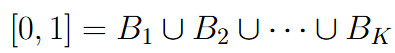 [0, 1] = B₁ ∪ B₂ ∪ ⋯ ∪ B_K